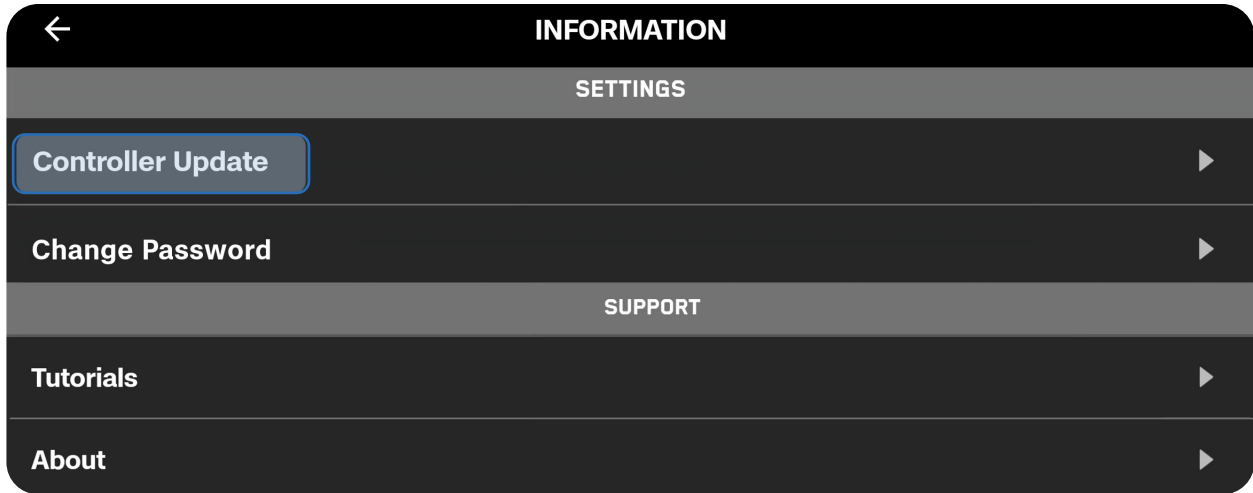 INFORMATION
SETTINGS
Controller Update
Change Password
SUPPORT
Tutorials
About